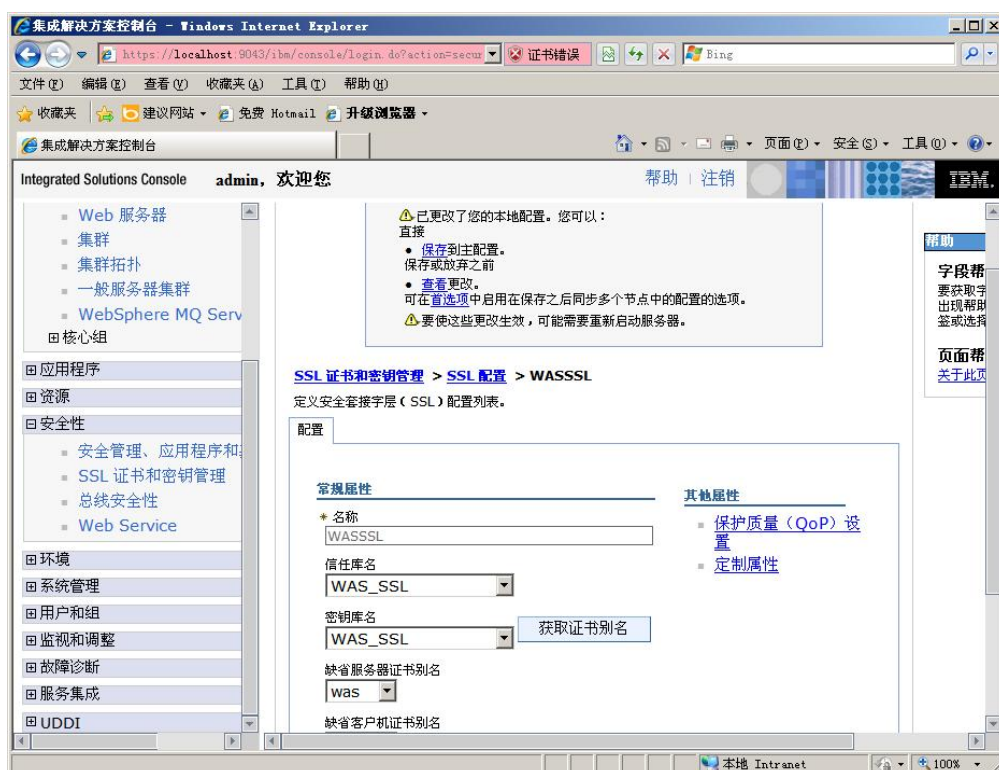 集成解决方案控制台 - Windows Internet Explorer
https://localhost:9043/ibm/console/login.do?action=secur 证书错误 Bing
文件(F) 编辑(E) 查看(V) 收藏夹(A) 工具(T) 帮助(H)
收藏夹 建议网站 免费 Hotmail 升级浏览器
集成解决方案控制台 页面(P) 安全(S) 工具(O)
Integrated Solutions Console admin, 欢迎您 帮助 注销 IBM.
Web 服务器
集群
集群拓扑
一般服务器集群
WebSphere MQ Serv
核心组
应用程序
资源
安全性
安全管理、应用程序和
SSL 证书和密钥管理
总线安全性
Web Service
环境
系统管理
用户和组
监视和调整
故障诊断
服务集成
UDDI
已更改了您的本地配置。您可以：
直接
保存到主配置。
保存或放弃之前
查看更改。
可在首选项中启用在保存之后同步多个节点中的配置的选项。
要使这些更改生效，可能需要重新启动服务器。
SSL 证书和密钥管理 > SSL 配置 > WASSSL
定义安全套接字层（SSL）配置列表。
配置
常规属性
* 名称
WASSSL
信任库名
WAS_SSL
密钥库名
WAS_SSL 获取证书别名
缺省服务器证书别名
was
缺省客户机证书别名
其他属性
保护质量（QoP）设
置
定制属性
帮助
字段帮
要获取字
出现帮助
签或选择
页面帮
关于此页
本地 Intranet 100%